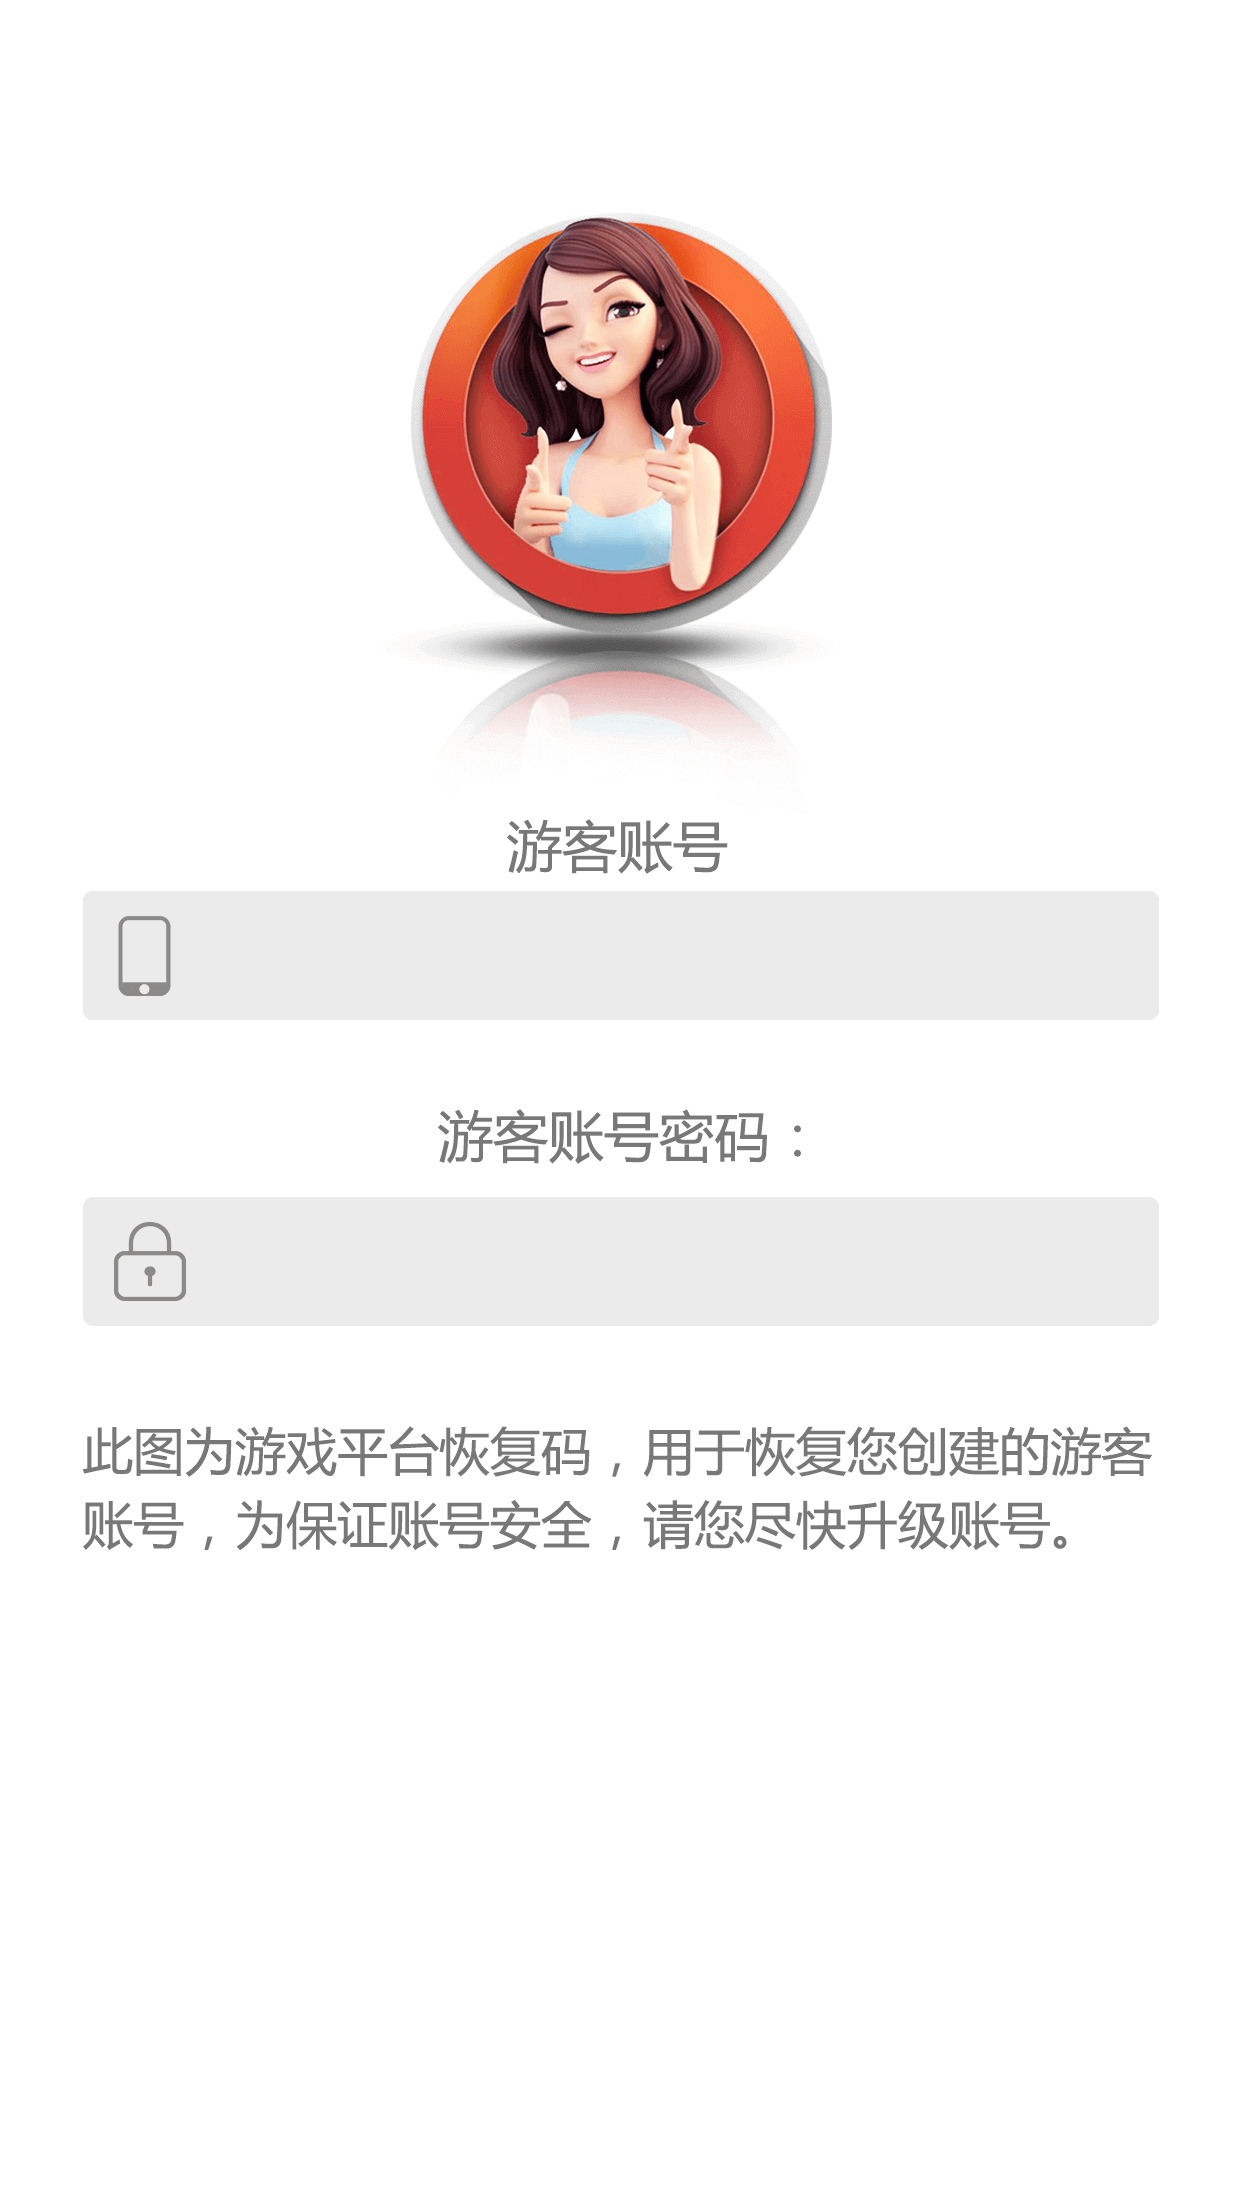 游客账号
游客账号密码：
此图为游戏平台恢复码，用于恢复您创建的游客
账号，为保证账号安全，请您尽快升级账号。